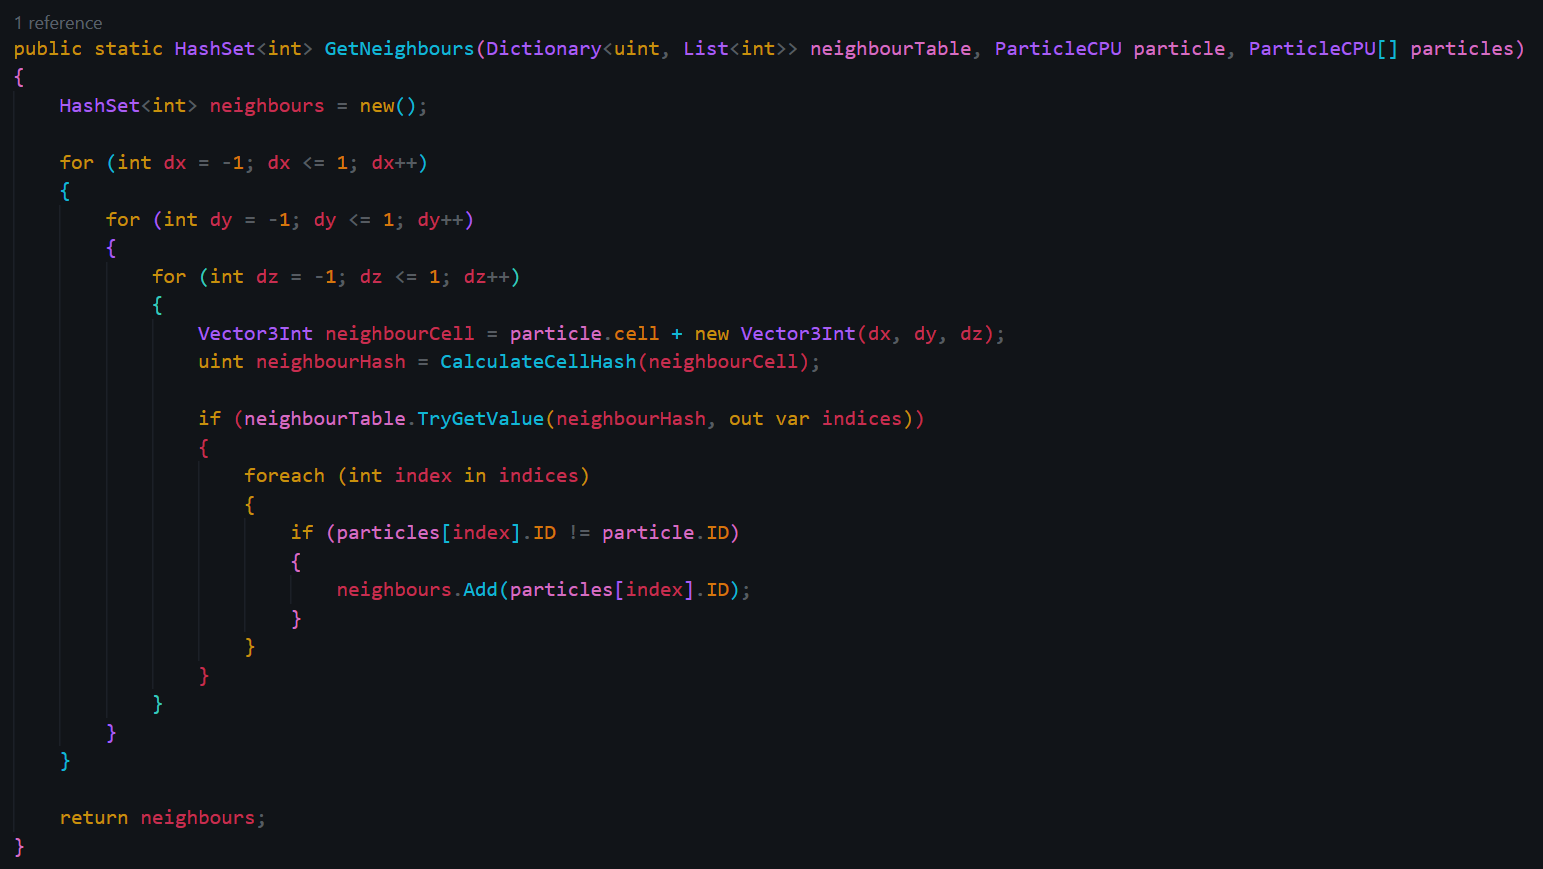 1 reference
public static HashSet<int> GetNeighbours(Dictionary<uint, List<int>> neighbourTable, ParticleCPU particle, ParticleCPU[] particles)
{
    HashSet<int> neighbours = new();

    for (int dx = -1; dx <= 1; dx++)
    {
        for (int dy = -1; dy <= 1; dy++)
        {
            for (int dz = -1; dz <= 1; dz++)
            {
                Vector3Int neighbourCell = particle.cell + new Vector3Int(dx, dy, dz);
                uint neighbourHash = CalculateCellHash(neighbourCell);

                if (neighbourTable.TryGetValue(neighbourHash, out var indices))
                {
                    foreach (int index in indices)
                    {
                        if (particles[index].ID != particle.ID)
                        {
                            neighbours.Add(particles[index].ID);
                        }
                    }
                }
            }
        }
    }

    return neighbours;
}